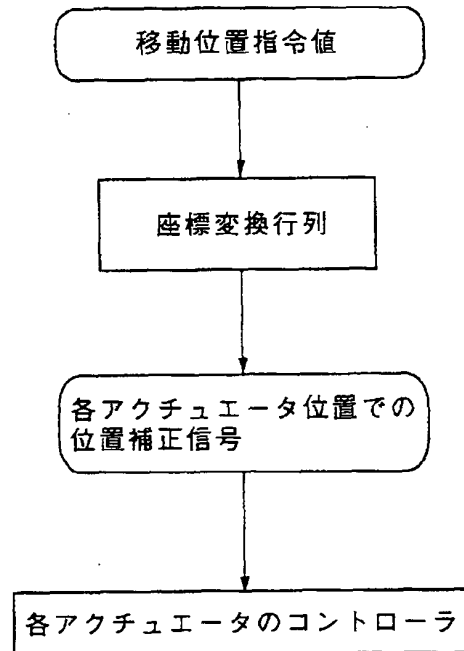 移動位置指令値
座標変換行列
各アクチュエータ位置での
位置補正信号
各アクチュエータのコントローラ